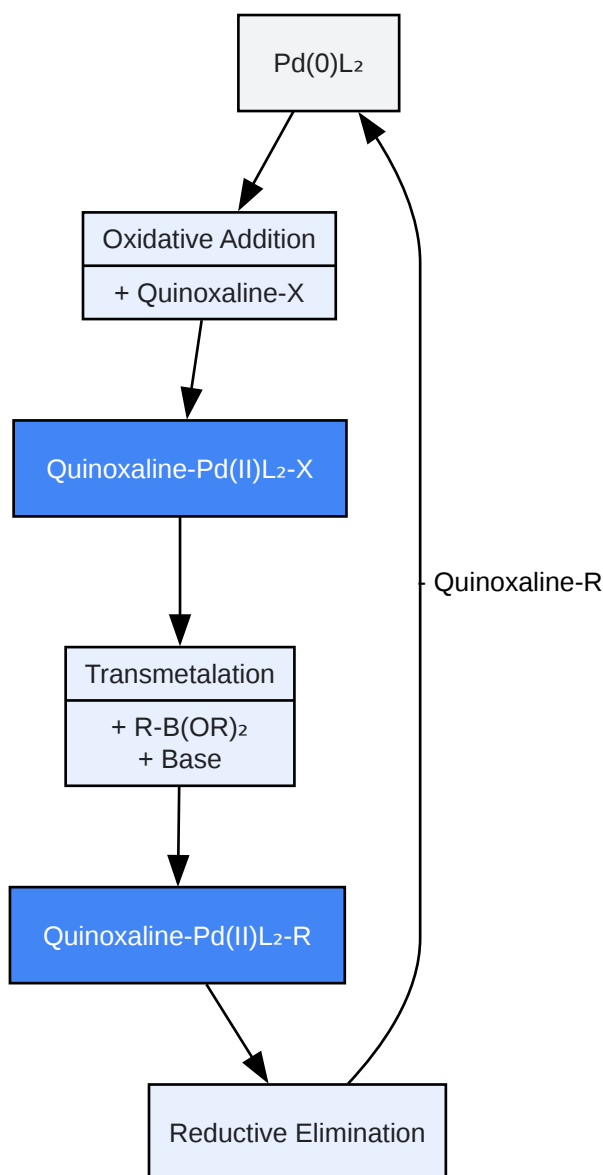 Pd(0)L₂
Oxidative Addition
+ Quinoxaline-X
Quinoxaline-Pd(II)L₂-X
- Quinoxaline-R
Transmetalation
+ R-B(OR)₂
+ Base
Quinoxaline-Pd(II)L₂-R
Reductive Elimination